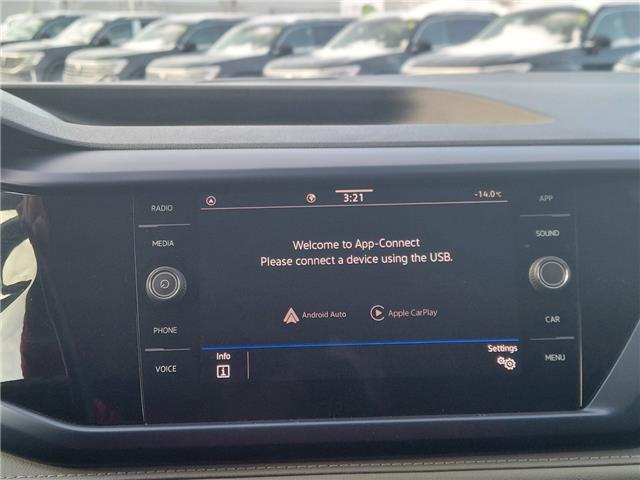 RADIO
MEDIA
PHONE
VOICE
3:21
-14.0°C
Welcome to App-Connect
Please connect a device using the USB.
Android Auto
Apple CarPlay
Info
Settings
APP
SOUND
CAR
MENU